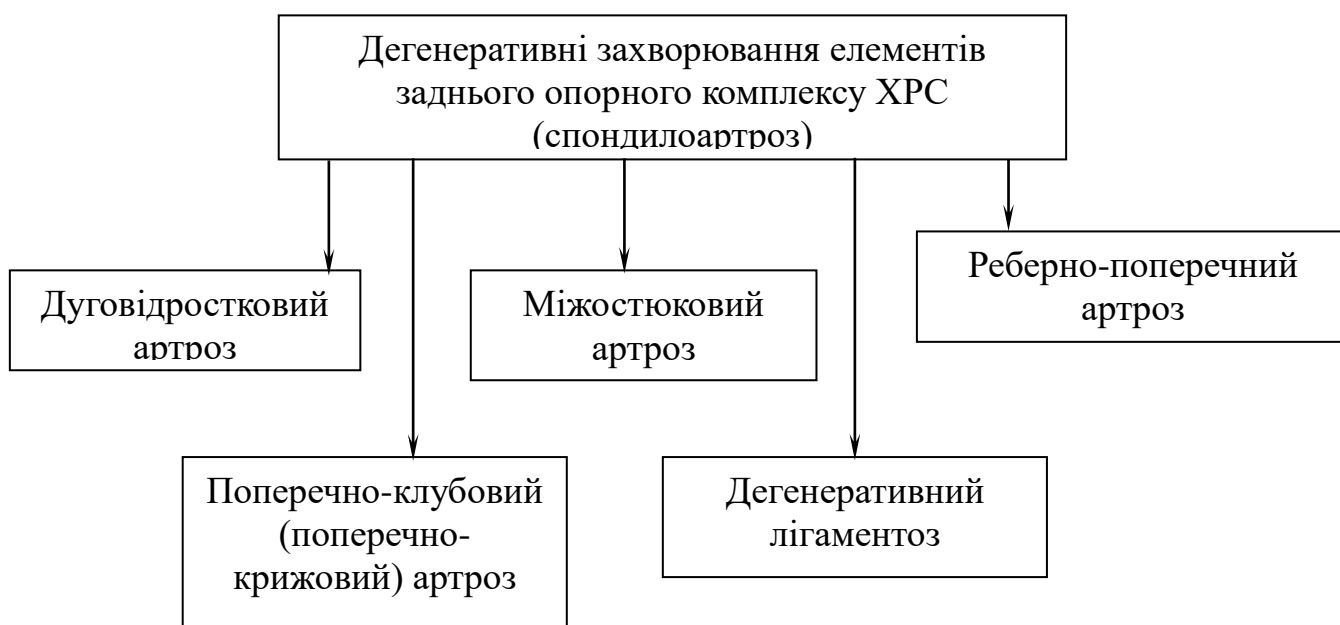 Дегенеративні захворювання елементів
заднього опорного комплексу ХРС
(спондилоартроз)
Дуговідростковий
артроз
Міжостюковий
артроз
Реберно-поперечний
артроз
Поперечно-клубовий
(поперечно-
крижовий) артроз
Дегенеративний
лігаментоз